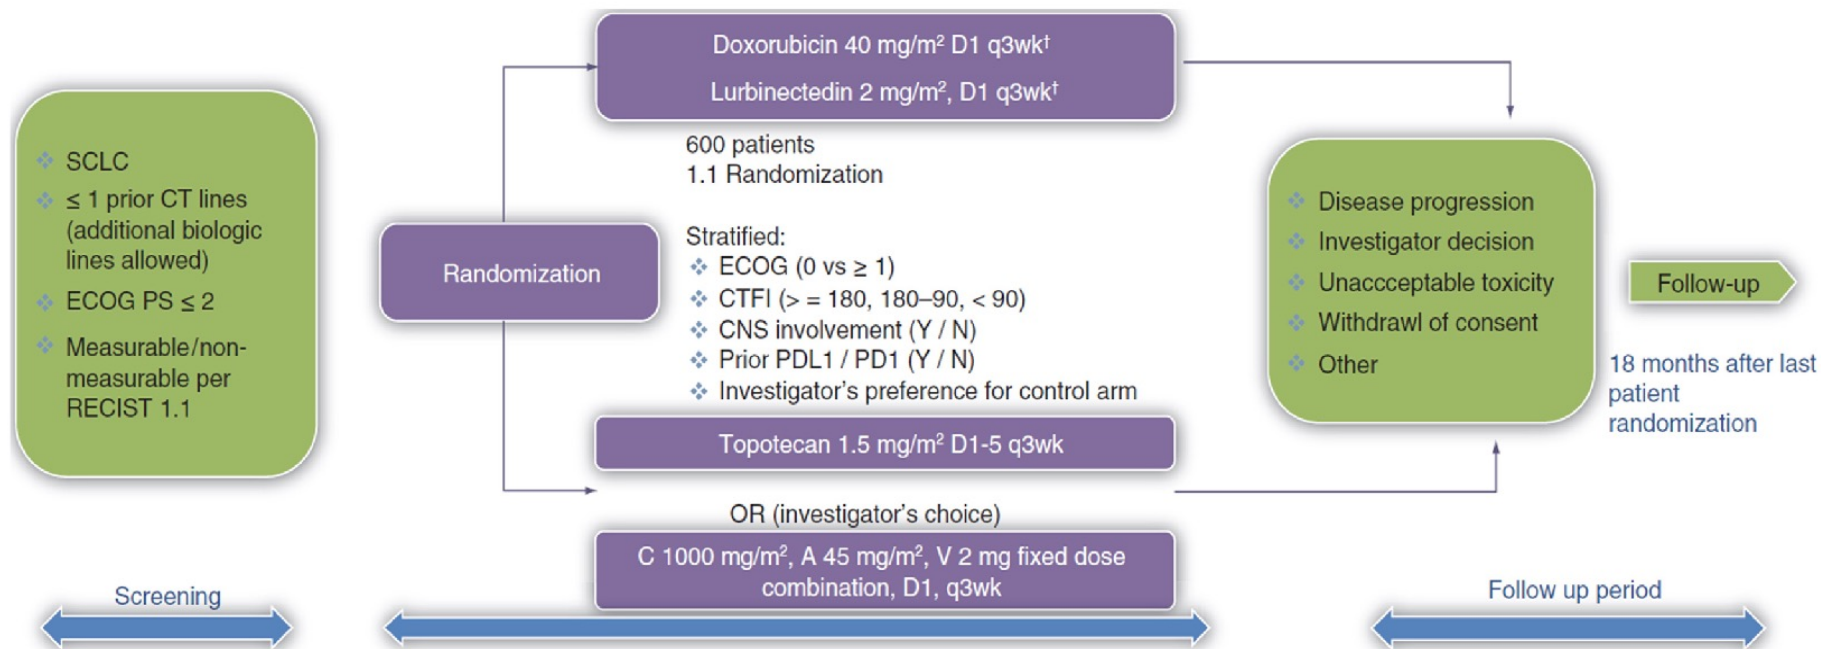 SCLC
≤ 1 prior CT lines
(additional biologic
lines allowed)
ECOG PS ≤ 2
Measurable/non-
measurable per
RECIST 1.1
Screening
Randomization
Doxorubicin 40 mg/m² D1 q3wk†
Lurbinectedin 2 mg/m², D1 q3wk†
600 patients
1.1 Randomization
Stratified:
ECOG (0 vs ≥ 1)
CTFI (> = 180, 180–90, < 90)
CNS involvement (Y / N)
Prior PDL1 / PD1 (Y / N)
Investigator's preference for control arm
Topotecan 1.5 mg/m² D1-5 q3wk
OR (investigator's choice)
C 1000 mg/m², A 45 mg/m², V 2 mg fixed dose
combination, D1, q3wk
Disease progression
Investigator decision
Unaccceptable toxicity
Withdrawl of consent
Other
Follow-up
18 months after last
patient
randomization
Follow up period